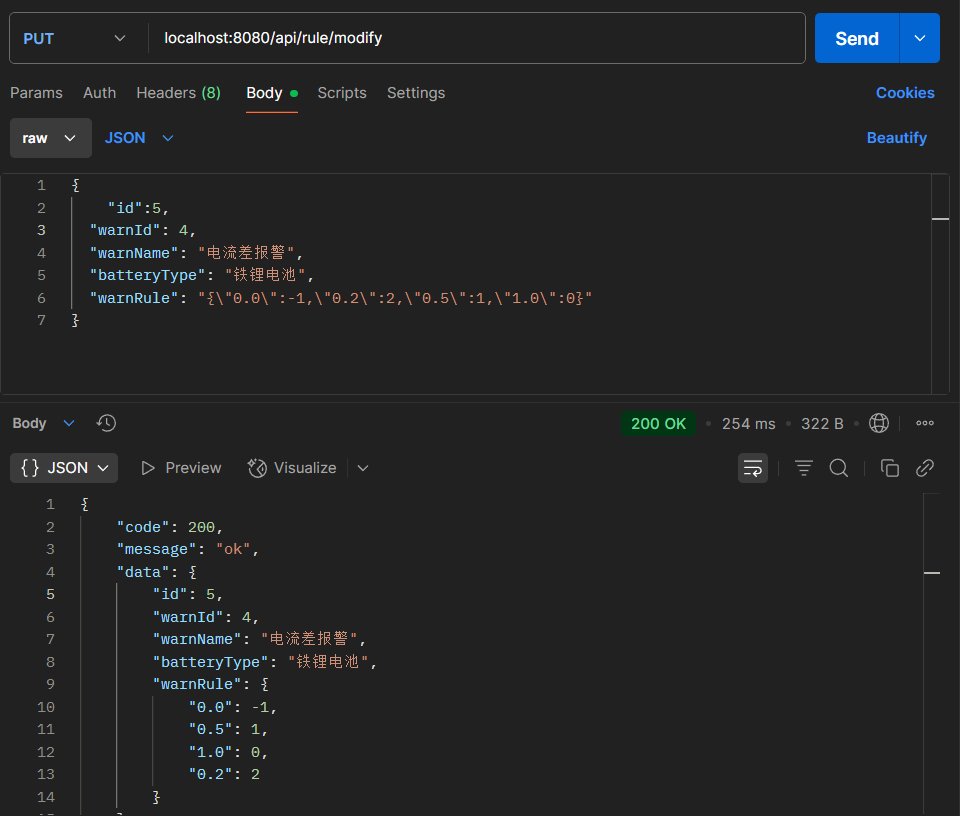 PUT localhost:8080/api/rule/modify Send
Params Auth Headers (8) Body Scripts Settings Cookies
raw JSON Beautify
1 {
2 "id":5,
3 "warnId": 4,
4 "warnName": "电流差报警",
5 "batteryType": "铁锂电池",
6 "warnRule": "{\"0.0\":-1,\"0.2\":2,\"0.5\":1,\"1.0\":0}"
7 }
Body 200 OK 254 ms 322 B
{} JSON Preview Visualize
1 {
2 "code": 200,
3 "message": "ok",
4 "data": {
5 "id": 5,
6 "warnId": 4,
7 "warnName": "电流差报警",
8 "batteryType": "铁锂电池",
9 "warnRule": {
10 "0.0": -1,
11 "0.5": 1,
12 "1.0": 0,
13 "0.2": 2
14 }